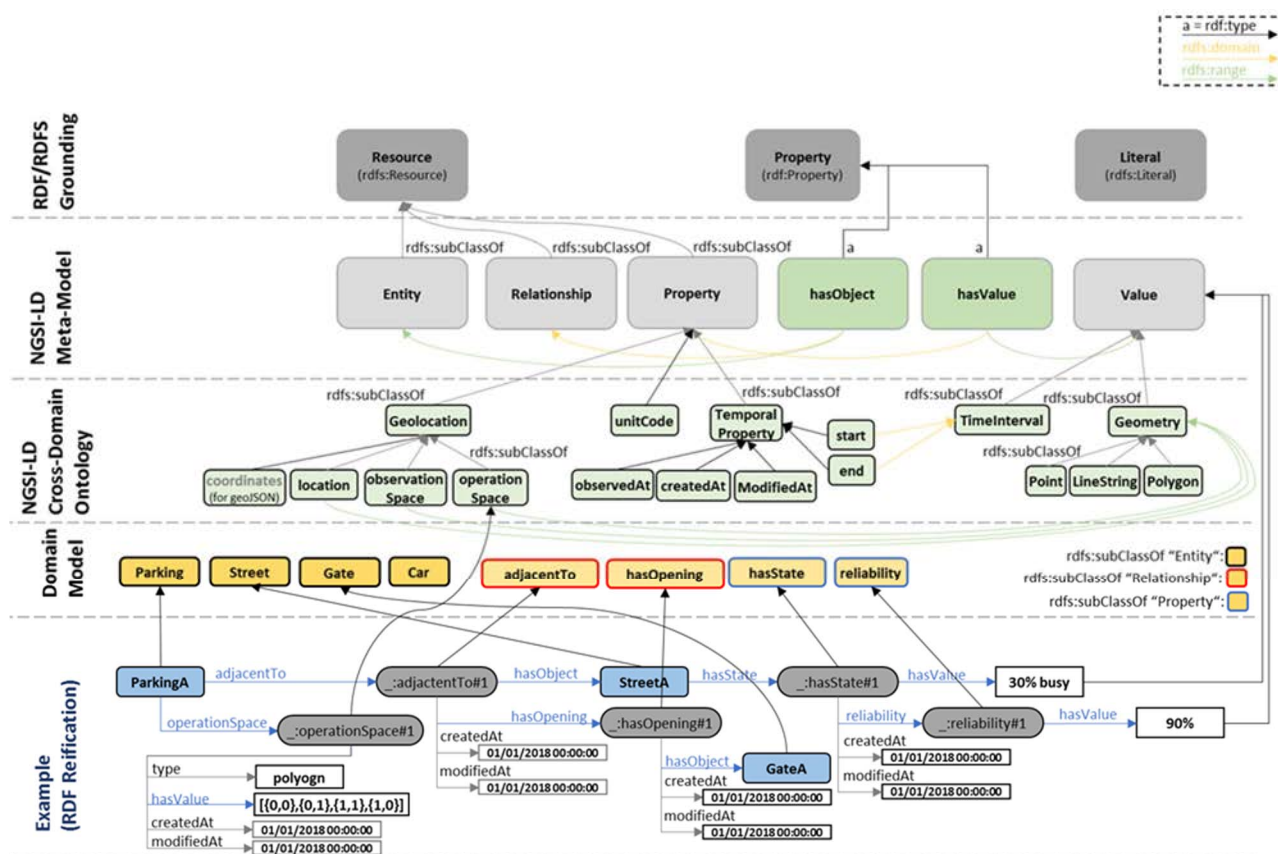 a = rdf:type
rdfs:domain
rdfs:range
RDF/RDFS
Grounding
Resource
(rdfs:Resource)
Property
(rdf:Property)
Literal
(rdfs:Literal)
NGSI-LD
Meta-Model
rdfs:subClassOf
rdfs:subClassOf
rdfs:subClassOf
a
a
Entity
Relationship
Property
hasObject
hasValue
Value
NGSI-LD
Cross-Domain
Ontology
rdfs:subClassOf
rdfs:subClassOf
rdfs:subClassOf
rdfs:subClassOf
Geolocation
unitCode
Temporal
Property
start
end
TimeInterval
Geometry
rdfs:subClassOf
rdfs:subClassOf
coordinates
(for geoJSON)
location
observation
Space
operation
Space
observedAt
createdAt
ModifiedAt
Point
LineString
Polygon
Domain
Model
Parking
Street
Gate
Car
adjacentTo
hasOpening
hasState
reliability
rdfs:subClassOf "Entity":
rdfs:subClassOf "Relationship":
rdfs:subClassOf "Property":
Example
(RDF Reification)
ParkingA
adjacentTo
_:adjactentTo#1
hasObject
StreetA
hasState
_:hasState#1
hasValue
30% busy
operationSpace
_:operationSpace#1
hasOpening
_:hasOpening#1
reliability
_:reliability#1
hasValue
90%
createdAt
01/01/2018 00:00:00
modifiedAt
01/01/2018 00:00:00
hasObject
GateA
createdAt
01/01/2018 00:00:00
modifiedAt
01/01/2018 00:00:00
createdAt
01/01/2018 00:00:00
modifiedAt
01/01/2018 00:00:00
type
polyogn
hasValue
[[{0,0},{0,1},{1,1},{1,0}]
createdAt
01/01/2018 00:00:00
modifiedAt
01/01/2018 00:00:00